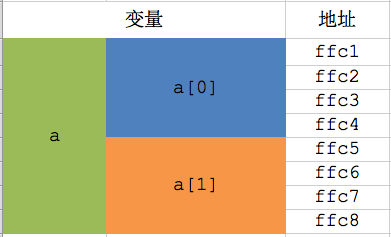 变量 地址
ffc1
ffc2
a[0]
ffc3
ffc4
a
ffc5
ffc6
a[1]
ffc7
ffc8